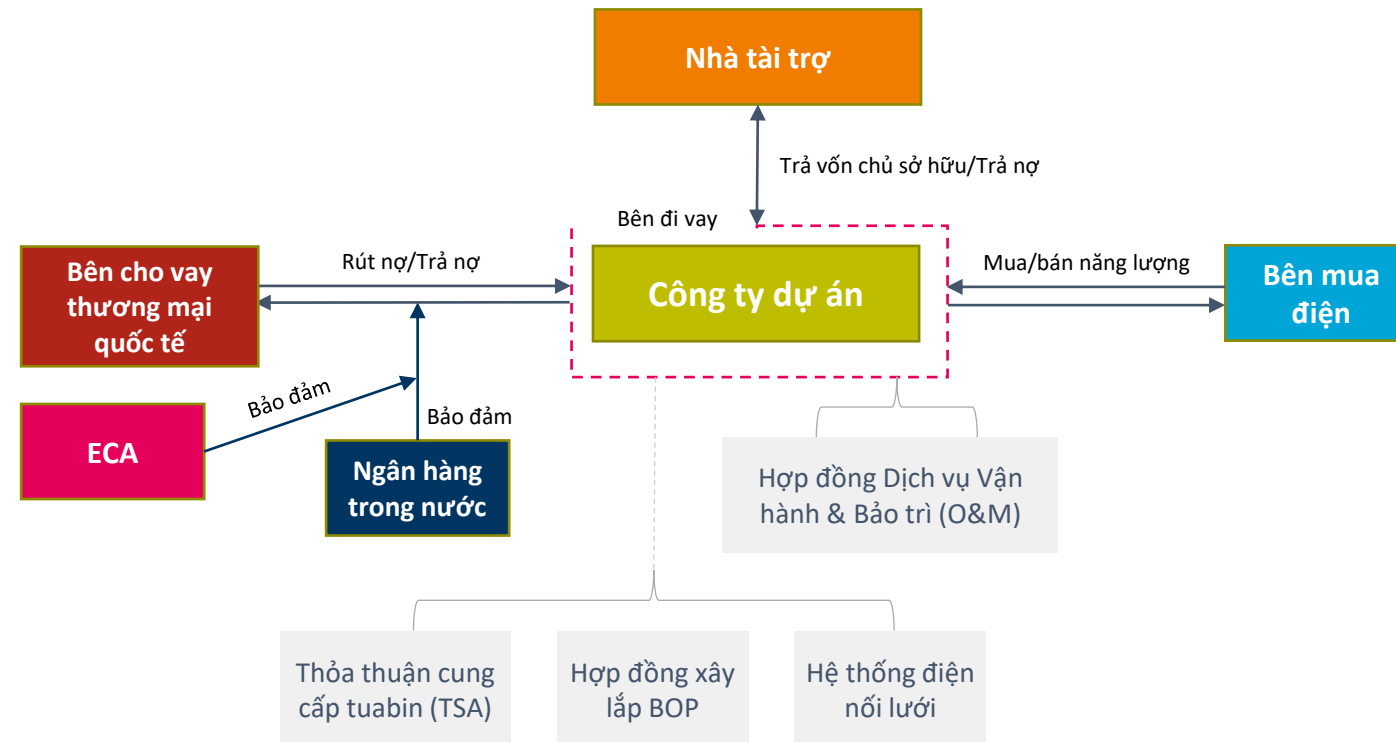 Nhà tài trợ
Trả vốn chủ sở hữu/Trả nợ
Bên đi vay
Bên cho vay
thương mại
quốc tế
Rút nợ/Trả nợ
Công ty dự án
Mua/bán năng lượng
Bên mua
điện
Bảo đảm
ECA
Bảo đảm
Ngân hàng
trong nước
Hợp đồng Dịch vụ Vận
hành & Bảo trì (O&M)
Thỏa thuận cung
cấp tuabin (TSA)
Hợp đồng xây
lắp BOP
Hệ thống điện
nối lưới